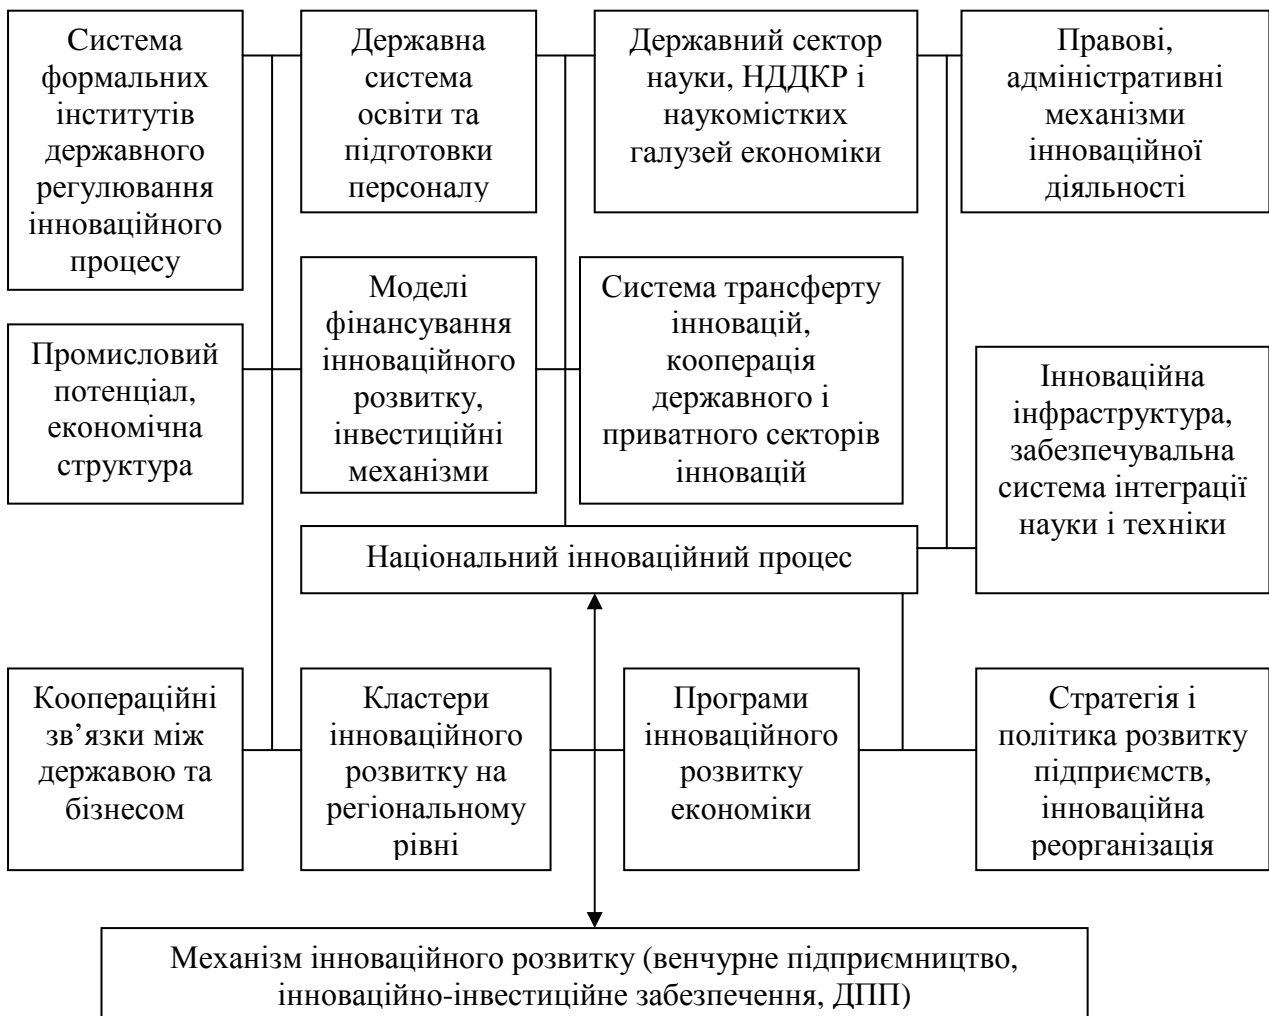 Система
формальних
інститутів
державного
регулювання
інноваційного
процесу
Державна
система
освіти та
підготовки
персоналу
Державний сектор
науки, НДДКР і
наукомістких
галузей економіки
Правові,
адміністративні
механізми
інноваційної
діяльності
Промисловий
потенціал,
економічна
структура
Моделі
фінансування
інноваційного
розвитку,
інвестиційні
механізми
Система трансферту
інновацій,
кооперація
державного і
приватного секторів
інновацій
Інноваційна
інфраструктура,
забезпечувальна
система інтеграції
науки і техніки
Національний інноваційний процес
Коопераційні
зв’язки між
державою та
бізнесом
Кластери
інноваційного
розвитку на
регіональному
рівні
Програми
інноваційного
розвитку
економіки
Стратегія і
політика розвитку
підприємств,
інноваційна
реорганізація
Механізм інноваційного розвитку (венчурне підприємництво,
інноваційно-інвестиційне забезпечення, ДПП)